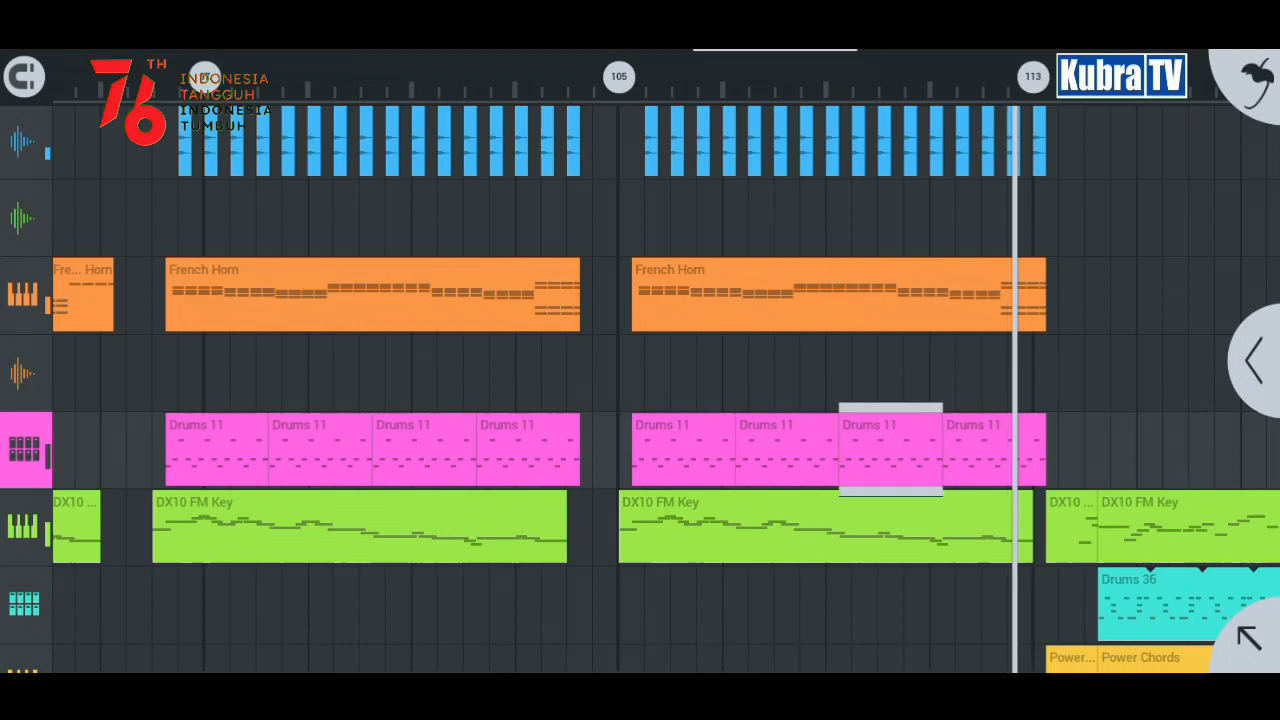 76TH
INDONESIA
TANGGUH
INDONESIA
TUMBUH
105
113
KubraTV
Fre... Horn
French Horn
French Horn
Drums 11
Drums 11
Drums 11
Drums 11
Drums 11
Drums 11
Drums 11
Drums 11
DX10 ...
DX10 FM Key
DX10 FM Key
DX10 ...
DX10 FM Key
Drums 36
Power...
Power Chords